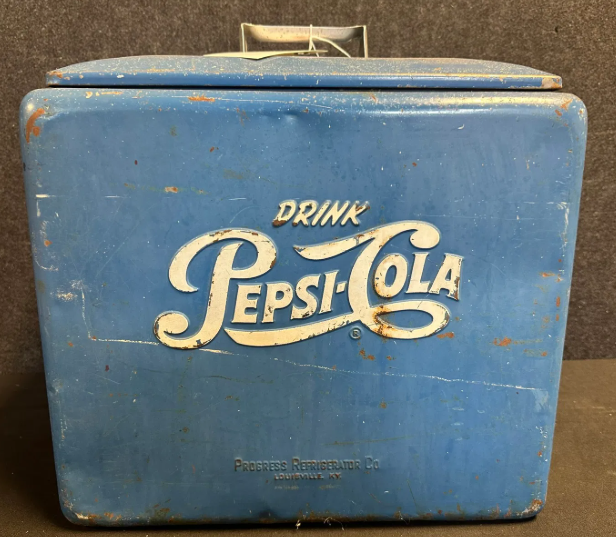 DRINK
PEPSI-COLA
®
PROGRESS REFRIGERATOR CO
LOUISVILLE, KY.